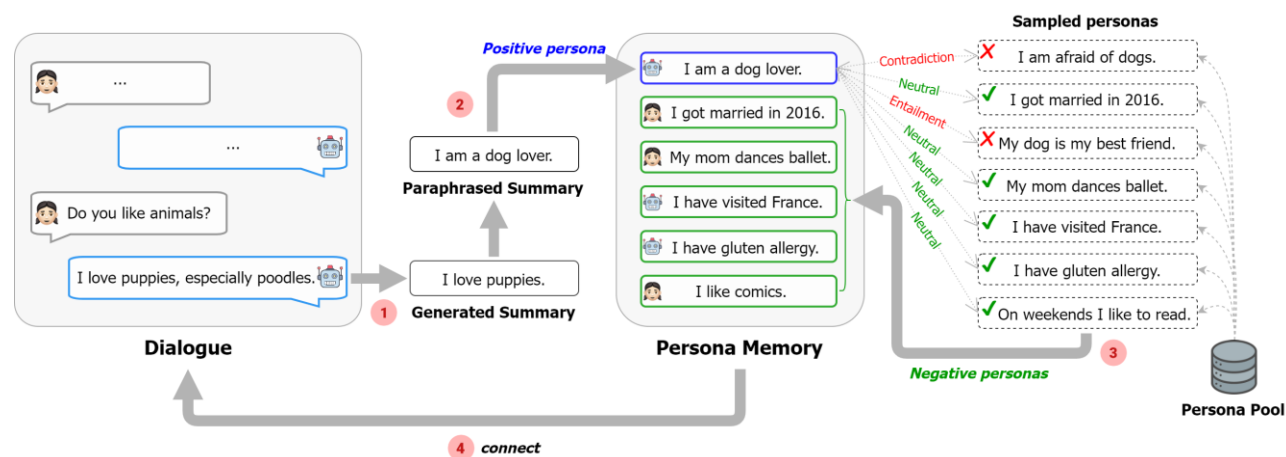 ...
...
Do you like animals?
I love puppies, especially poodles.
Dialogue
1
I love puppies.
Generated Summary
I am a dog lover.
Paraphrased Summary
2
Positive persona
I am a dog lover.
I got married in 2016.
My mom dances ballet.
I have visited France.
I have gluten allergy.
I like comics.
Persona Memory
Contradiction
Neutral
Entailment
Neutral
Neutral
Neutral
Neutral
Sampled personas
I am afraid of dogs.
I got married in 2016.
My dog is my best friend.
My mom dances ballet.
I have visited France.
I have gluten allergy.
On weekends I like to read.
3
Negative personas
Persona Pool
4 connect